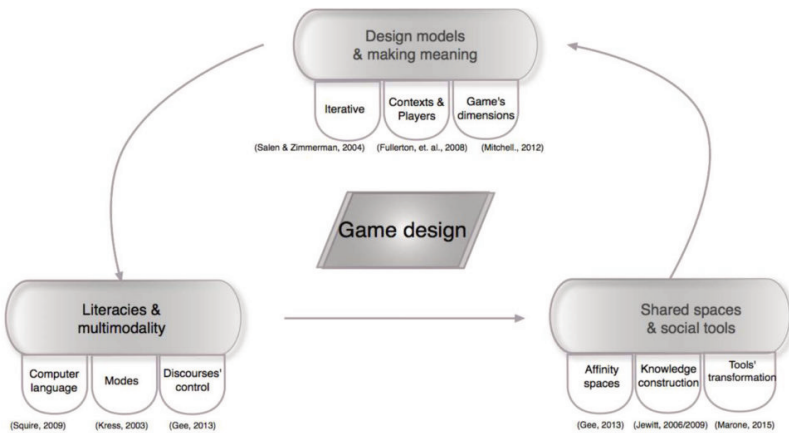 Design models
& making meaning
Iterative
Contexts &
Players
Game's
dimensions
(Salen & Zimmerman, 2004)
(Fullerton, et. al., 2008)
(Mitchell., 2012)
Game design
Literacies &
multimodality
Computer
language
Modes
Discourses'
control
(Squire, 2009)
(Kress, 2003)
(Gee, 2013)
Shared spaces
& social tools
Affinity
spaces
Knowledge
construction
Tools'
transformation
(Gee, 2013)
(Jewitt, 2006/2009)
(Marone, 2015)